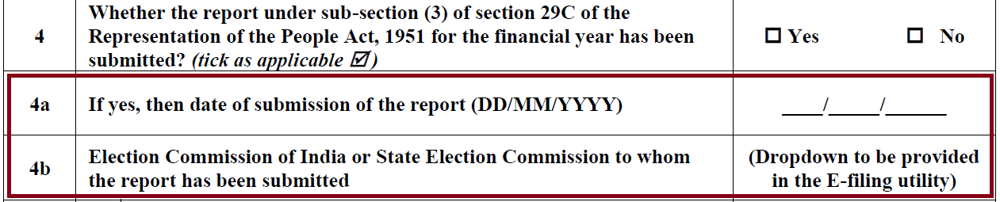 Whether the report under sub-section (3) of section 29C of the
4 Representation of the People Act, 1951 for the financial year has been ☐ Yes ☐ No
submitted? (tick as applicable ☑)
4a If yes, then date of submission of the report (DD/MM/YYYY) ____/_____/______
Election Commission of India or State Election Commission to whom (Dropdown to be provided
4b
the report has been submitted in the E-filing utility)